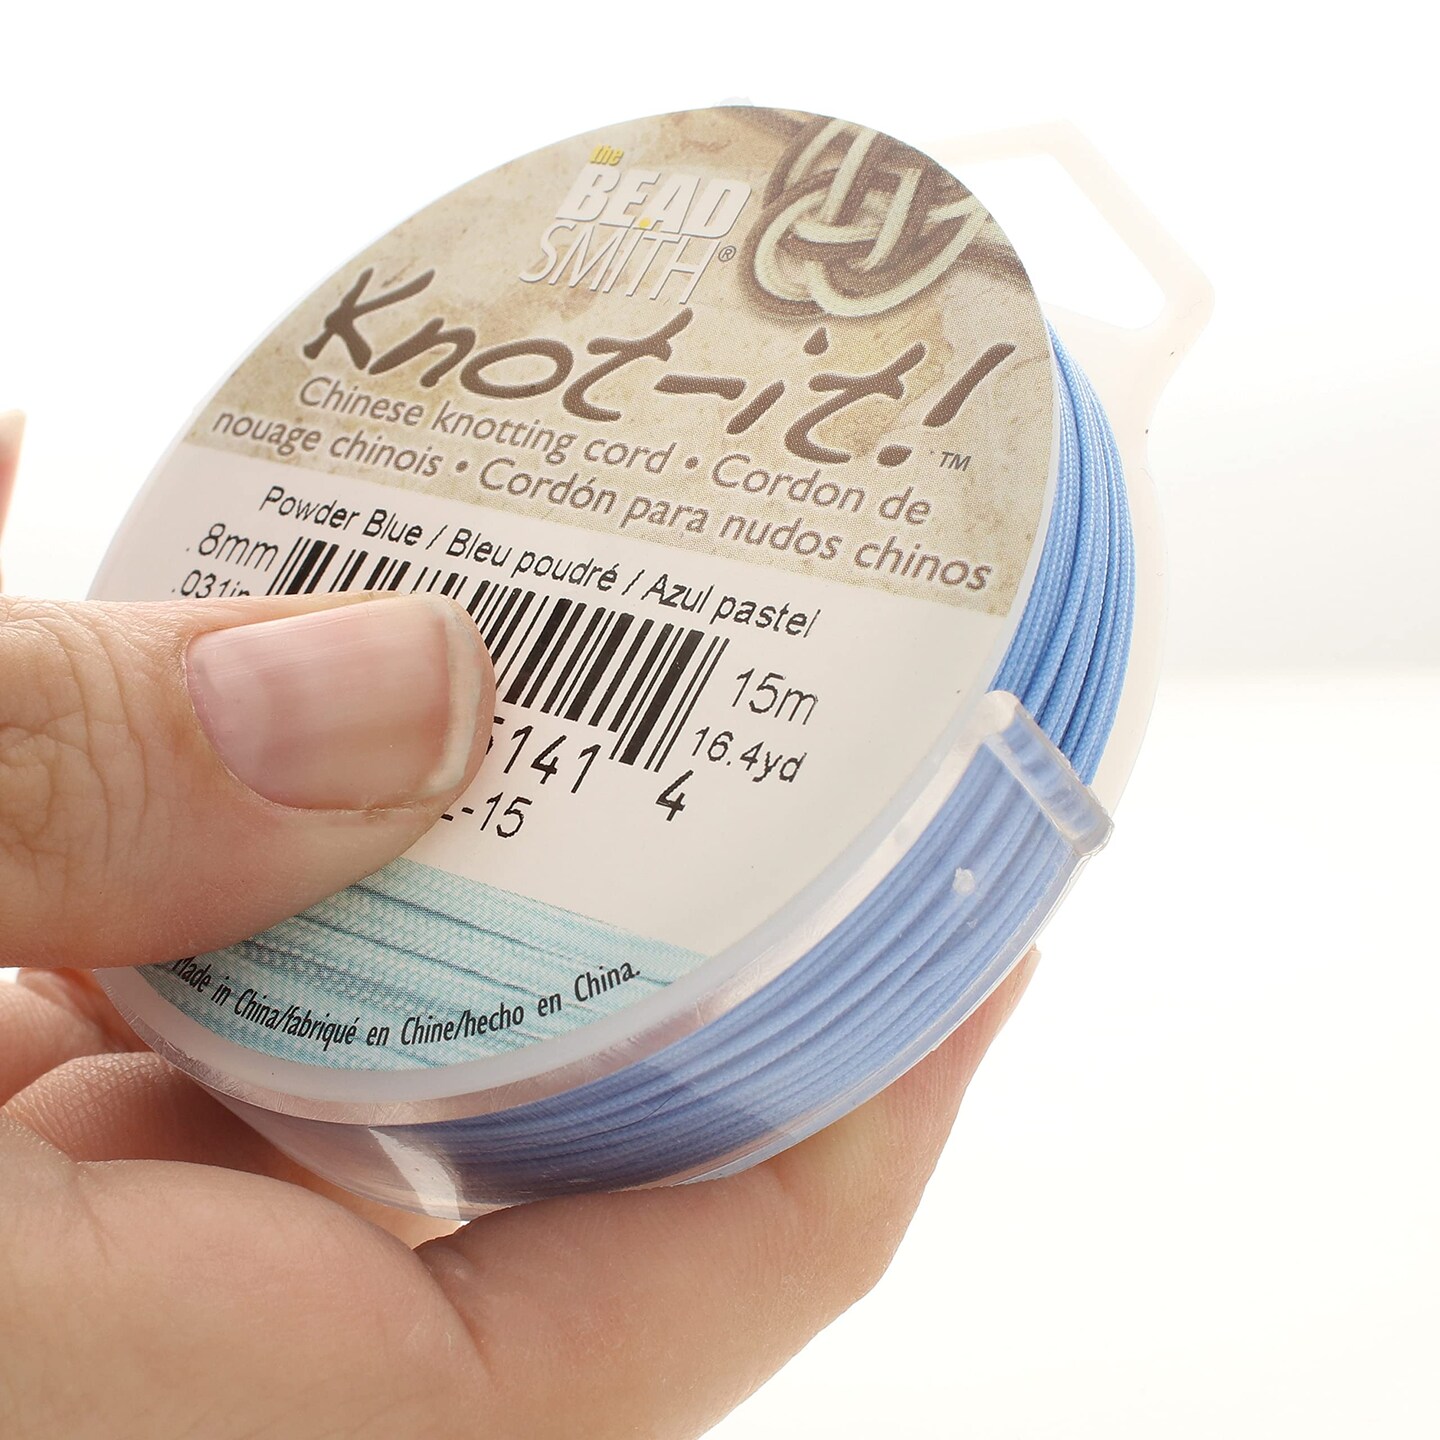 the
BEAD
SMITH®
Knot-it!™
Chinese knotting cord • Cordon de
nouage chinois • Cordón para nudos chinos
Powder Blue / Bleu poudré / Azul pastel
.8mm
.031in
15m
16.4yd
5141 4
-15
Made in China/fabriqué en Chine/hecho en China.